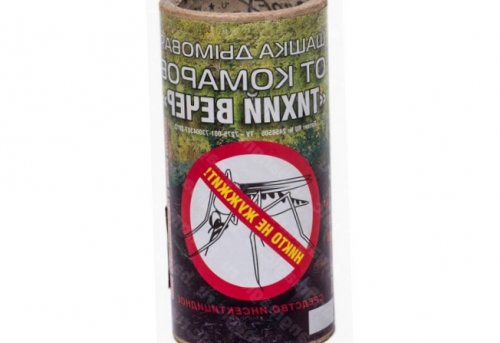 ШАШКА ДЫМОВАЯ
ОТ КОМАРОВ
«ТИХИЙ ВЕЧЕР»
НИКТО НЕ ЖУЖЖИТ!
СРЕДСТВО ИНСЕКТИЦИДНОЕ